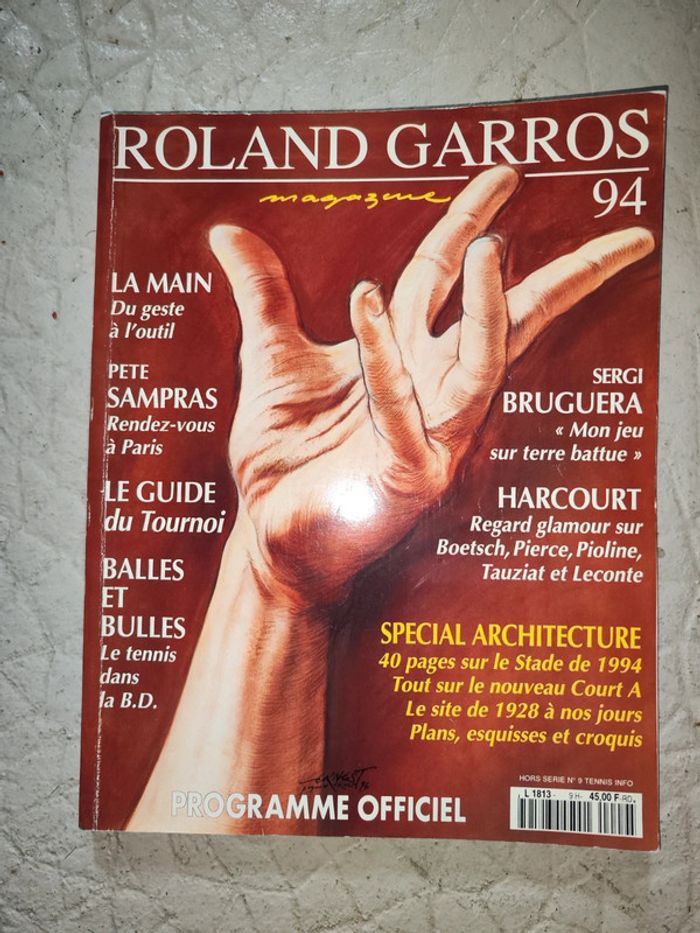 ROLAND GARROS
magazine
94
LA MAIN
Du geste
à l'outil
PETE
SAMPRAS
Rendez-vous
à Paris
LE GUIDE
du Tournoi
BALLES
ET
BULLES
Le tennis
dans
la B.D.
SERGI
BRUGUERA
« Mon jeu
sur terre battue »
HARCOURT
Regard glamour sur
Boetsch, Pierce, Pioline,
Tauziat et Leconte
SPECIAL ARCHITECTURE
40 pages sur le Stade de 1994
Tout sur le nouveau Court A
Le site de 1928 à nos jours
Plans, esquisses et croquis
HORS SERIE N° 9 TENNIS INFO
L 1813 - 9 H - 45,00 F - RD
PROGRAMME OFFICIEL